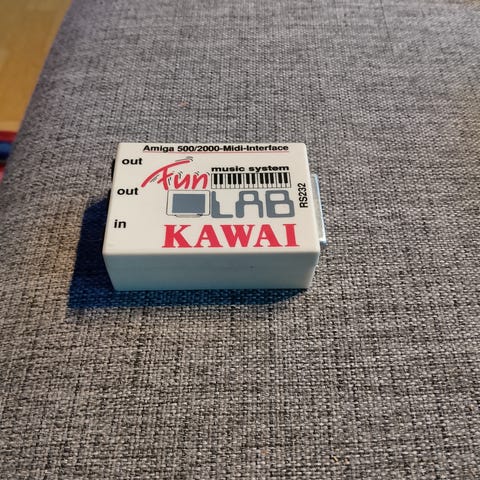 Amiga 500/2000-Midi-Interface
out
Fun music system
out
LAB
RS232
in
KAWAI